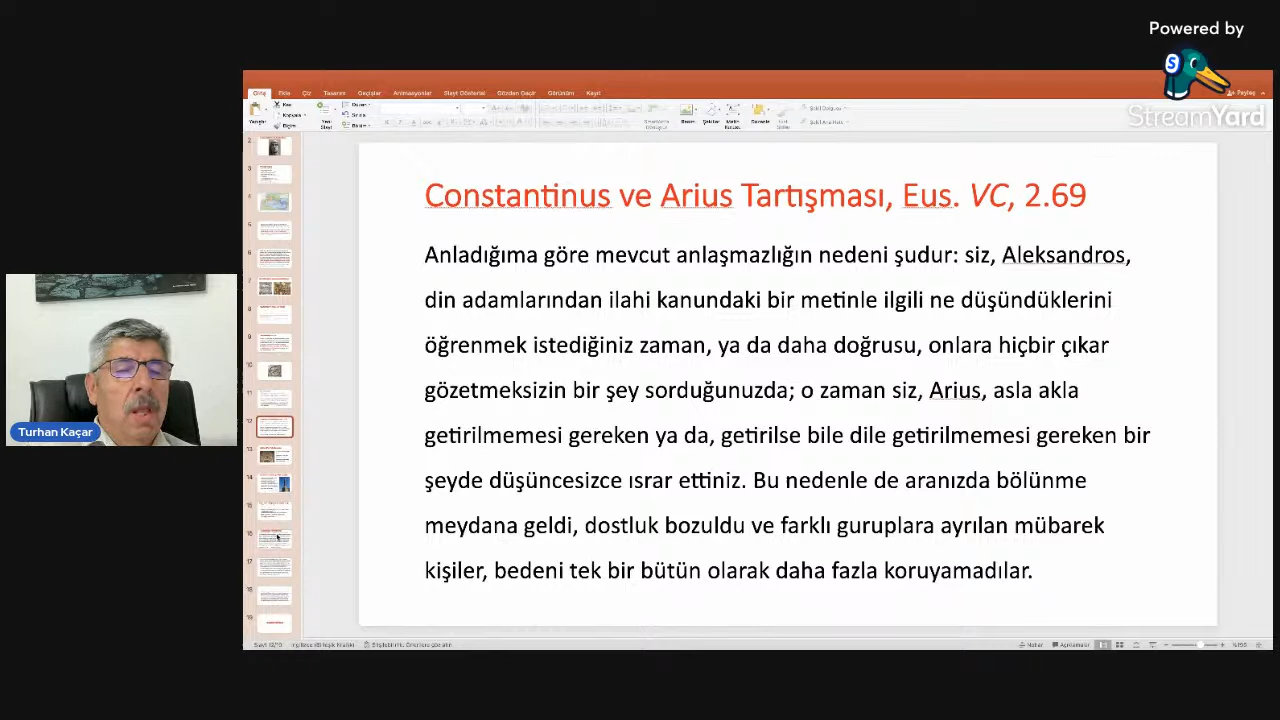 Powered by
StreamYard
Giriş Ekle Çiz Tasarım Geçişler Animasyonlar Slayt Gösterisi Gözden Geçir Görünüm Kayıt
Paylaş
Constantinus ve Arius Tartışması, Eus. VC, 2.69
Anladığıma göre mevcut anlaşmazlığın nedeni şudur: siz, Aleksandros,
din adamlarından ilahi kanundaki bir metinle ilgili ne düşündüklerini
öğrenmek istediğiniz zaman, ya da daha doğrusu, onlara hiçbir çıkar
gözetmeksizin bir şey sorduğunuzda; o zaman siz, Arius, asla akla
getirilmemesi gereken ya da, getirilse bile dile getirilmemesi gereken bir
şeyde düşüncesizce ısrar ettiniz. Bu nedenle de aranızda bölünme
meydana geldi, dostluk bozuldu ve farklı guruplara ayrılan mübarek
kişiler, bedeni tek bir bütün olarak daha fazla koruyamadılar.
Turhan Kaçar
Notlar Açıklamalar